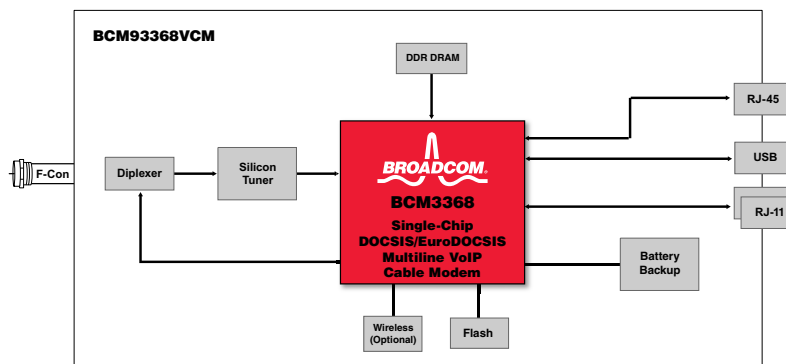 BCM93368VCM
DDR DRAM
RJ-45
F-Con
Diplexer
Silicon
Tuner
BROADCOM®
USB
BCM3368
Single-Chip
DOCSIS/EuroDOCSIS
Multiline VoIP
Cable Modem
RJ-11
Battery
Backup
Wireless
(Optional)
Flash